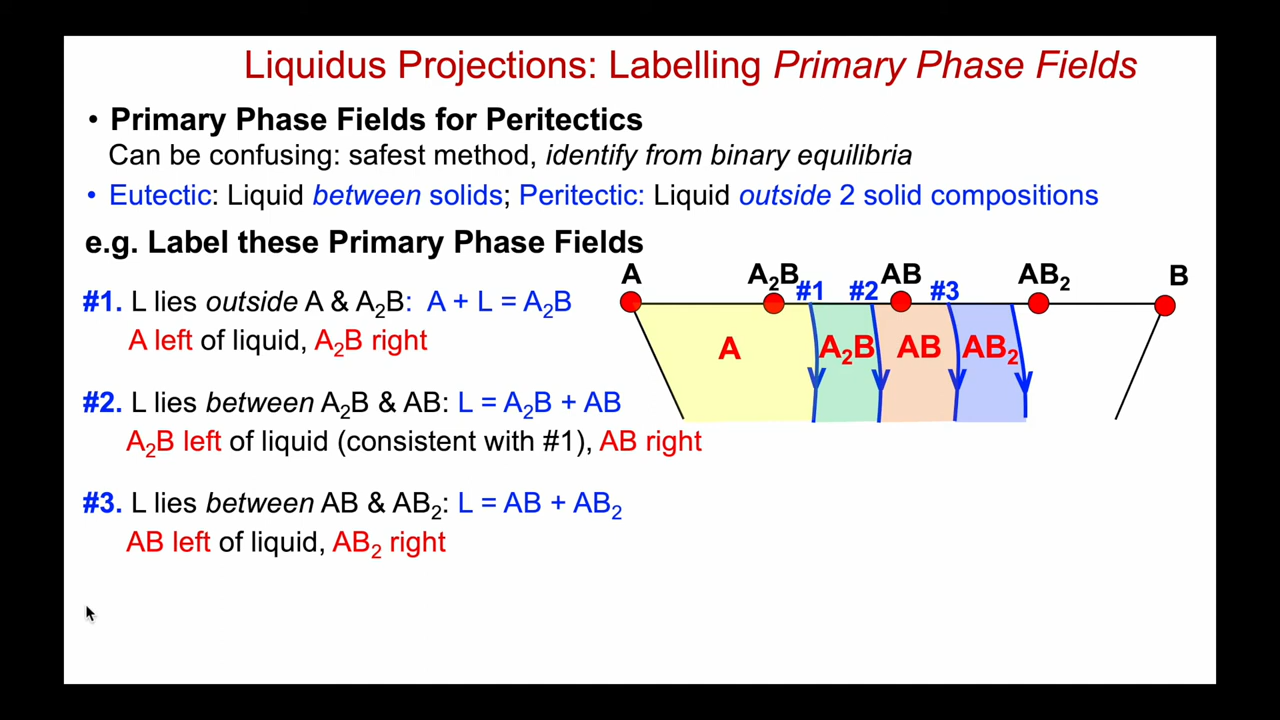 Liquidus Projections: Labelling Primary Phase Fields
• Primary Phase Fields for Peritectics
Can be confusing: safest method, identify from binary equilibria
• Eutectic: Liquid between solids; Peritectic: Liquid outside 2 solid compositions
e.g. Label these Primary Phase Fields
#1. L lies outside A & A₂B: A + L = A₂B
A left of liquid, A₂B right
#2. L lies between A₂B & AB: L = A₂B + AB
A₂B left of liquid (consistent with #1), AB right
#3. L lies between AB & AB₂: L = AB + AB₂
AB left of liquid, AB₂ right
A A₂B AB AB₂ B
#1 #2 #3
A A₂B AB AB₂